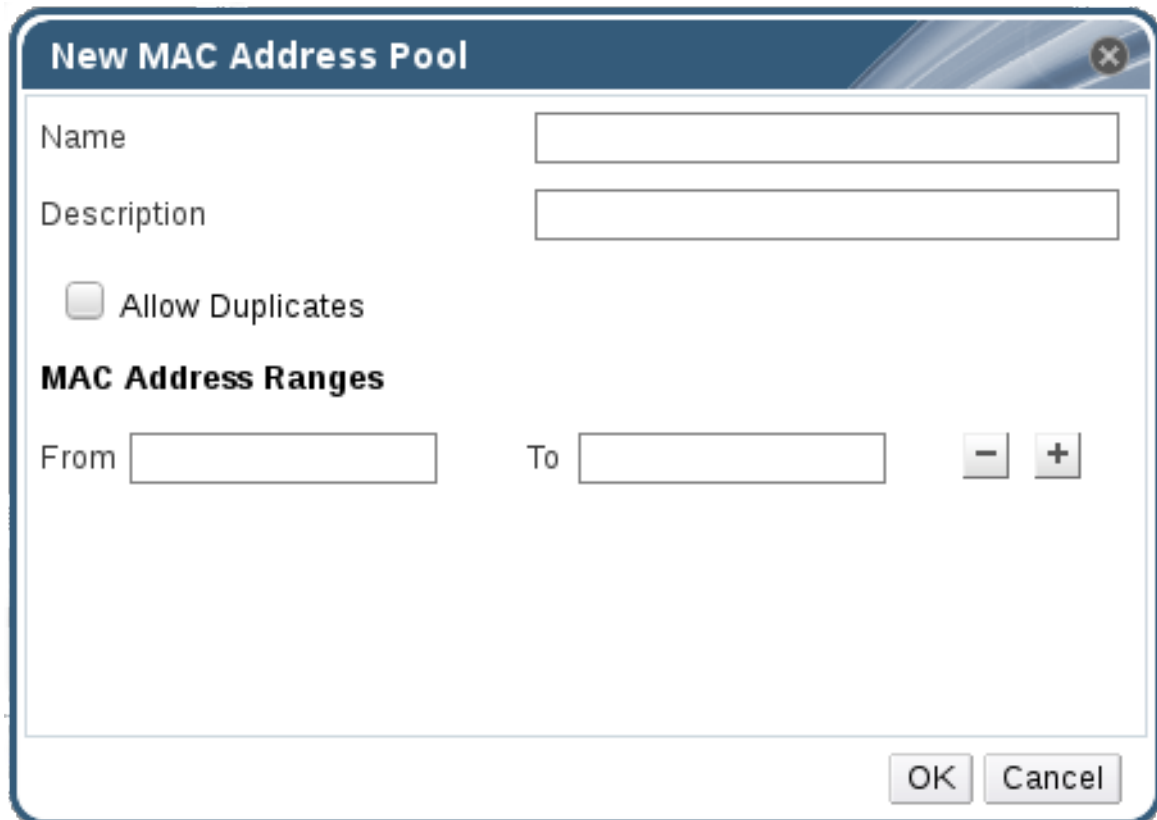 New MAC Address Pool
Name
Description
Allow Duplicates
MAC Address Ranges
From To - +
OK Cancel